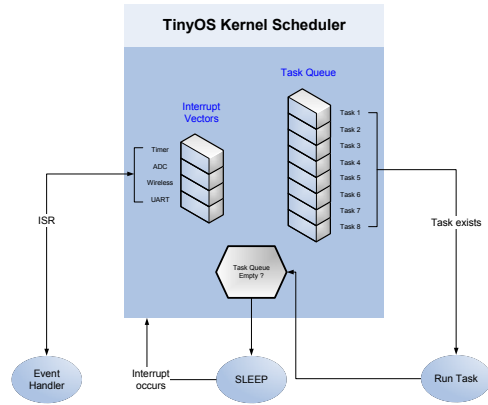 TinyOS Kernel Scheduler
Task Queue
Interrupt
Vectors
Timer
ADC
Wireless
UART
Task 1
Task 2
Task 3
Task 4
Task 5
Task 6
Task 7
Task 8
ISR
Task exists
Task Queue
Empty ?
Event
Handler
Interrupt
occurs
SLEEP
Run Task